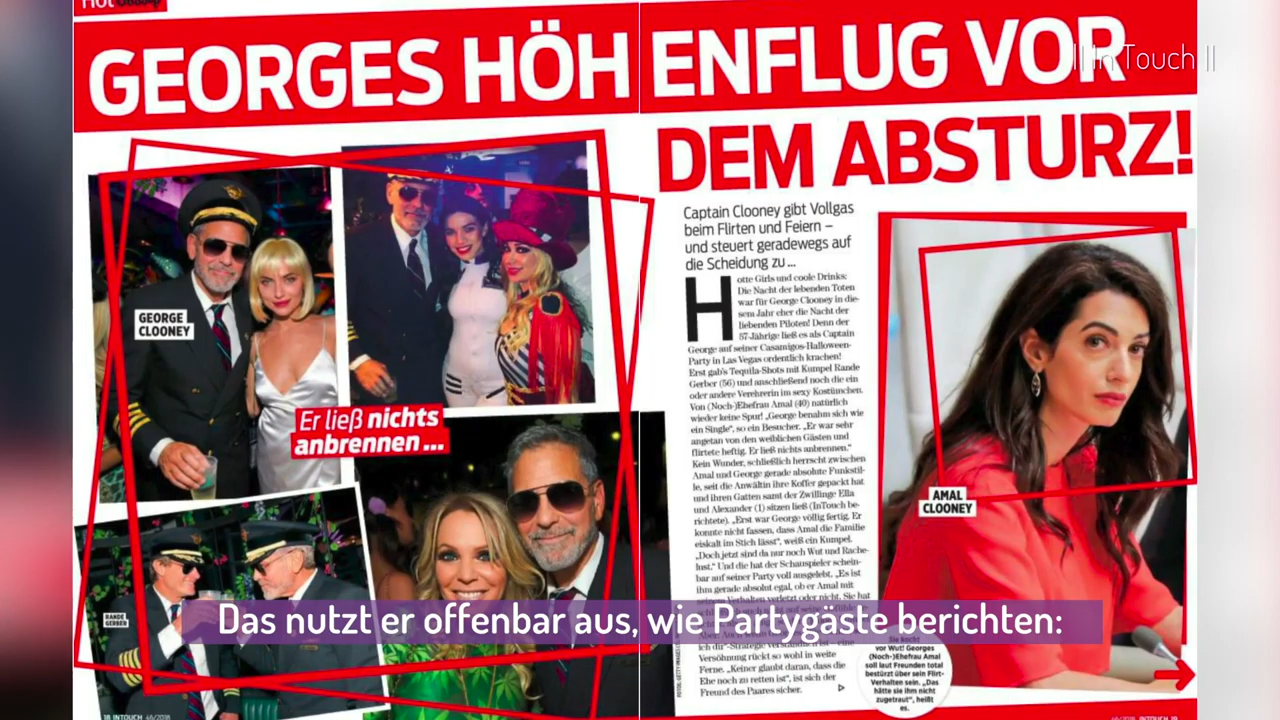 Hot Gossip
GEORGES HÖHENFLUG VOR
|| InTouch ||
DEM ABSTURZ!
GEORGE
CLOONEY
Er ließ nichts
anbrennen ...
RANDE
GERBER
Captain Clooney gibt Vollgas
beim Flirten und Feiern –
und steuert geradewegs auf
die Scheidung zu ...
Hotte Girls und coole Drinks:
Die Nacht der lebenden Toten
war für George Clooney in die-
sem Jahr eher die Nacht der
liebenden Piloten! Denn der
57-Jährige ließ es als Captain
George auf seiner Casamigos-Halloween-
Party in Las Vegas ordentlich krachen!
Erst gab's Tequila-Shots mit Kumpel Rande
Gerber (56) und anschließend noch die ein
oder andere Verehrerin im sexy Kostümchen.
Von (Noch-)Ehefrau Amal (40) natürlich
wieder keine Spur! „George benahm sich wie
ein Single“, so ein Besucher. „Er war sehr
angetan von den weiblichen Gästen und
flirtete heftig. Er ließ nichts anbrennen.“
Kein Wunder, schließlich herrscht zwischen
Amal und George gerade absolute Funkstil-
le, seit die Anwältin ihre Koffer gepackt hat
und ihren Gatten samt der Zwillinge Ella
und Alexander (1) sitzen ließ (InTouch be-
richtete). „Erst war George völlig fertig. Er
konnte nicht fassen, dass Amal die Familie
eiskalt im Stich lässt“, weiß ein Kumpel.
„Doch jetzt sind da nur noch Wut und Rache-
lust.“ Und die hat der Schauspieler schein-
bar auf seiner Party voll ausgelebt. „Es ist
ihm gerade absolut egal, ob er Amal mit
seinem Verhalten verletzt oder nicht. Sie hat
Versöhnung rückt so wohl in weite
Ferne. „Keiner glaubt daran, dass die
Ehe noch zu retten ist“, ist sich der
Freund des Paares sicher.
AMAL
CLOONEY
Das nutzt er offenbar aus, wie Partygäste berichten:
Sie kocht
vor Wut! Georges
(Noch-)Ehefrau Amal
soll laut Freunden total
bestürzt über sein Flirt-
Verhalten sein. „Das
hätte sie ihm nicht
zugetraut“, heißt
es.
18 INTOUCH 46/2018
46/2018 INTOUCH 19